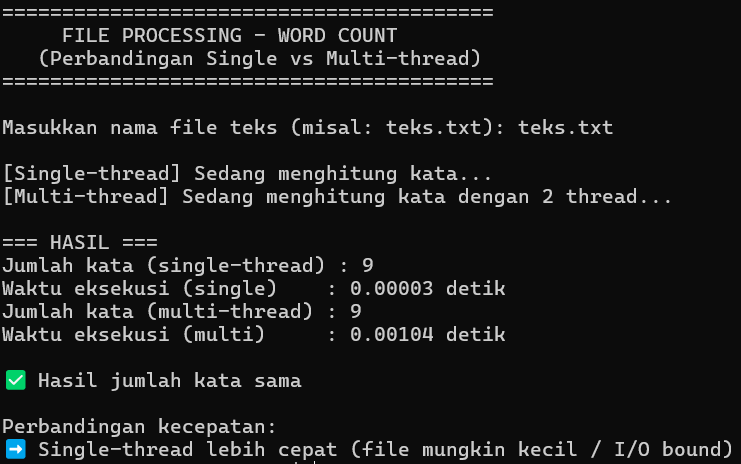 =========================================
FILE PROCESSING - WORD COUNT
(Perbandingan Single vs Multi-thread)
=========================================
Masukkan nama file teks (misal: teks.txt): teks.txt
[Single-thread] Sedang menghitung kata...
[Multi-thread] Sedang menghitung kata dengan 2 thread...
=== HASIL ===
Jumlah kata (single-thread) : 9
Waktu eksekusi (single)    : 0.00003 detik
Jumlah kata (multi-thread) : 9
Waktu eksekusi (multi)     : 0.00104 detik
✅ Hasil jumlah kata sama
Perbandingan kecepatan:
➡️ Single-thread lebih cepat (file mungkin kecil / I/O bound)